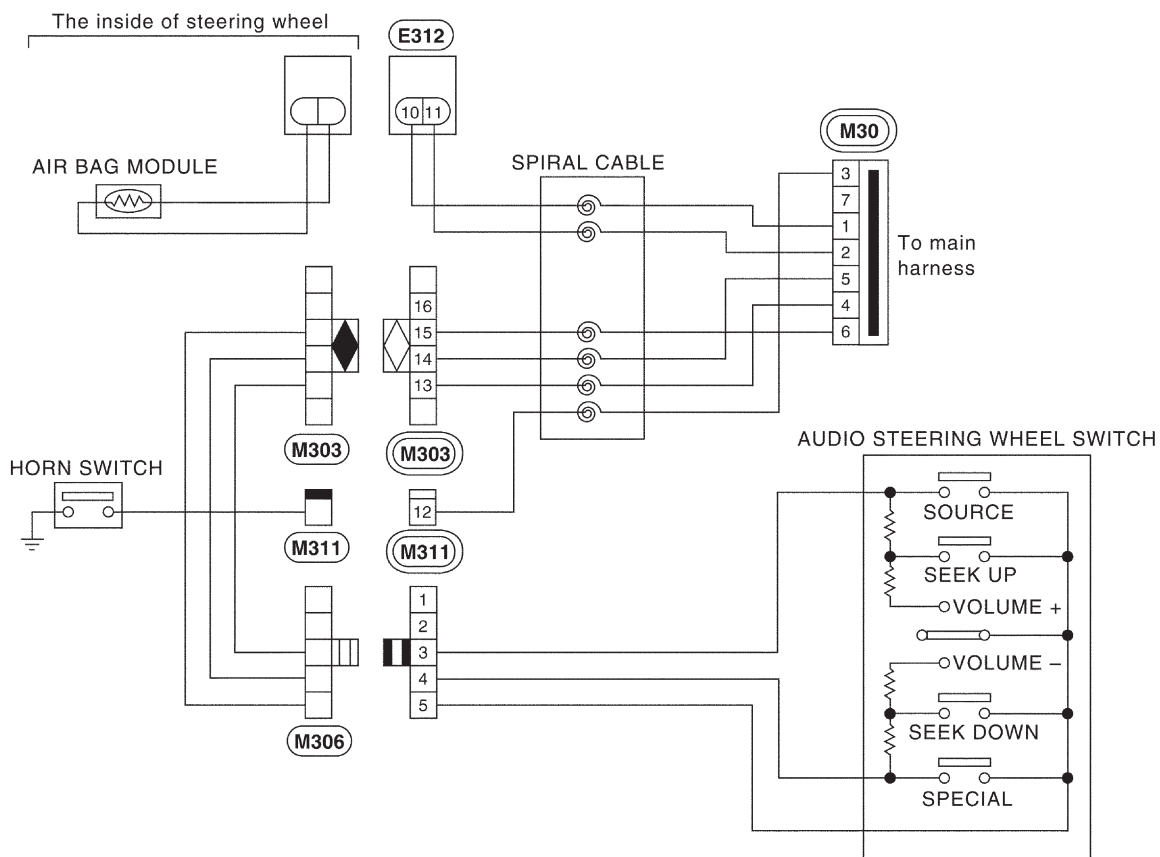 The inside of steering wheel
E312
10 11
M30
AIR BAG MODULE
SPIRAL CABLE
3
7
1
2
5
4
6
To main
harness
16
15
14
13
M303
M303
AUDIO STEERING WHEEL SWITCH
HORN SWITCH
12
M311
M311
SOURCE
SEEK UP
VOLUME +
VOLUME –
SEEK DOWN
SPECIAL
1
2
3
4
5
M306